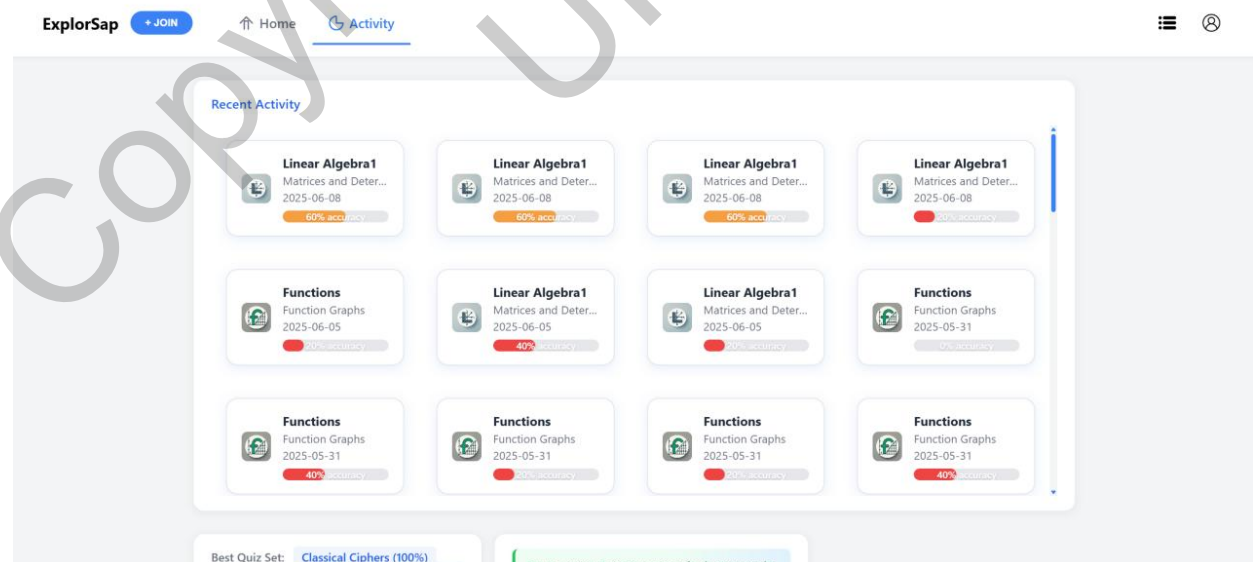 ExplorSap + JOIN Home Activity
Recent Activity
Linear Algebra1
Matrices and Deter...
2025-06-08
60% accuracy
Linear Algebra1
Matrices and Deter...
2025-06-08
60% accuracy
Linear Algebra1
Matrices and Deter...
2025-06-08
60% accuracy
Linear Algebra1
Matrices and Deter...
2025-06-08
20% accuracy
Functions
Function Graphs
2025-06-05
20% accuracy
Linear Algebra1
Matrices and Deter...
2025-06-05
40% accuracy
Linear Algebra1
Matrices and Deter...
2025-06-05
20% accuracy
Functions
Function Graphs
2025-05-31
0% accuracy
Functions
Function Graphs
2025-05-31
40% accuracy
Functions
Function Graphs
2025-05-31
20% accuracy
Functions
Function Graphs
2025-05-31
20% accuracy
Functions
Function Graphs
2025-05-31
40% accuracy
Best Quiz Set: Classical Ciphers (100%)